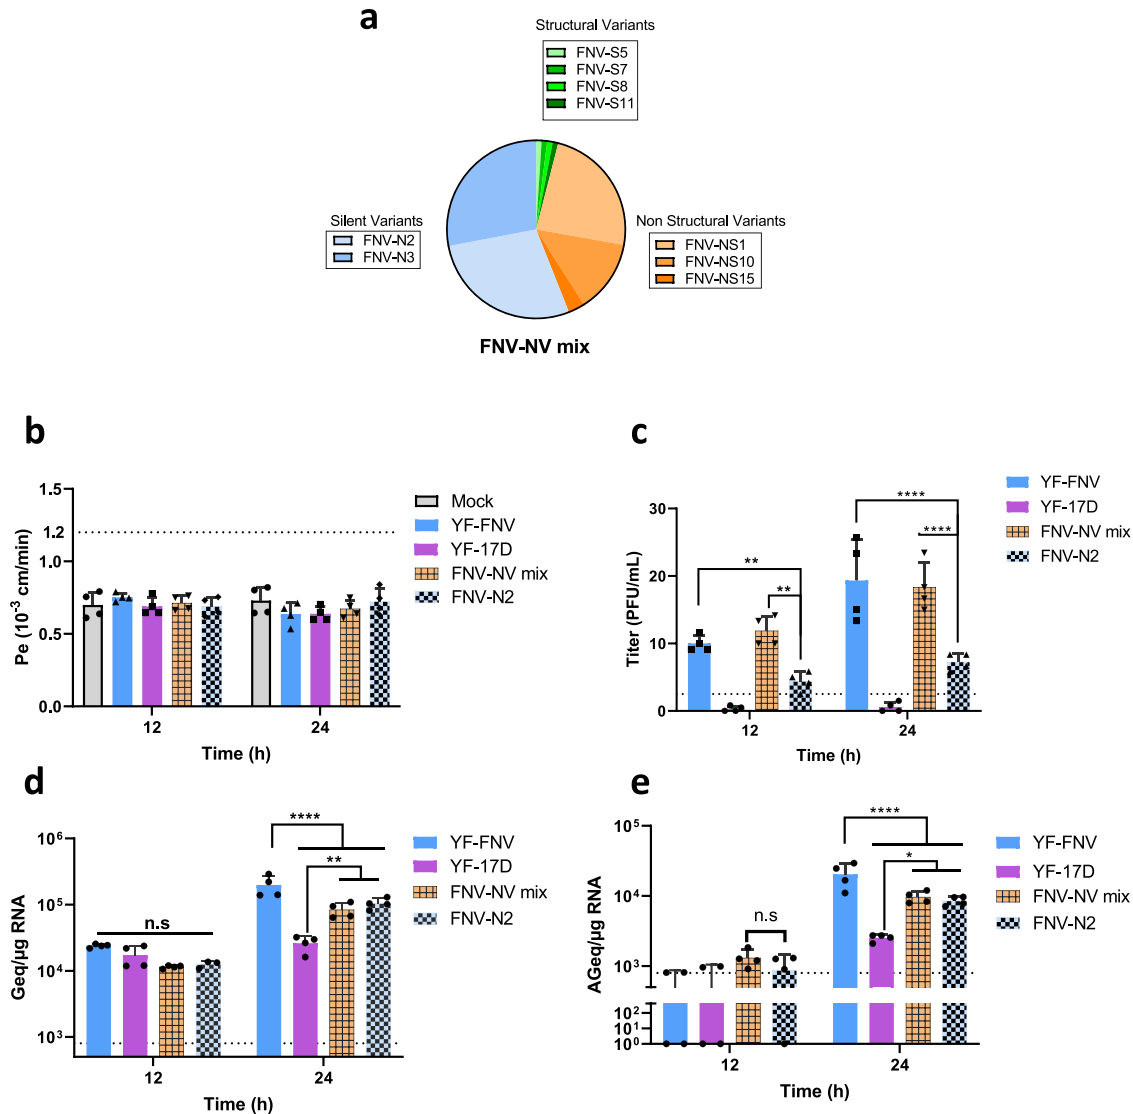 a
Structural Variants
FNV-S5
FNV-S7
FNV-S8
FNV-S11
Silent Variants
FNV-N2
FNV-N3
Non Structural Variants
FNV-NS1
FNV-NS10
FNV-NS15
FNV-NV mix
b
Pe (10⁻³ cm/min)
1.5
1.2
1.0
0.5
0.0
12
24
Time (h)
Mock
YF-FNV
YF-17D
FNV-NV mix
FNV-N2
c
Titer (PFU/mL)
30
20
10
0
**
**
****
****
12
24
Time (h)
YF-FNV
YF-17D
FNV-NV mix
FNV-N2
d
Geq/µg RNA
10⁶
10⁵
10⁴
10³
n.s
****
**
12
24
Time (h)
YF-FNV
YF-17D
FNV-NV mix
FNV-N2
e
AGeq/µg RNA
10⁵
10⁴
10³
10²
10¹
10⁰
n.s
****
*
12
24
Time (h)
YF-FNV
YF-17D
FNV-NV mix
FNV-N2